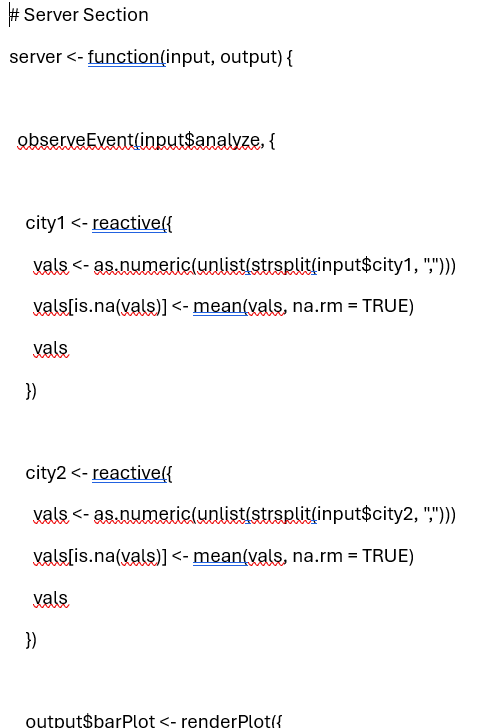 # Server Section
server <- function(input, output) {
observeEvent(input$analyze, {
city1 <- reactive({
vals <- as.numeric(unlist(strsplit(input$city1, ",")))
vals[is.na(vals)] <- mean(vals, na.rm = TRUE)
vals
})
city2 <- reactive({
vals <- as.numeric(unlist(strsplit(input$city2, ",")))
vals[is.na(vals)] <- mean(vals, na.rm = TRUE)
vals
})
output$barPlot <- renderPlot({